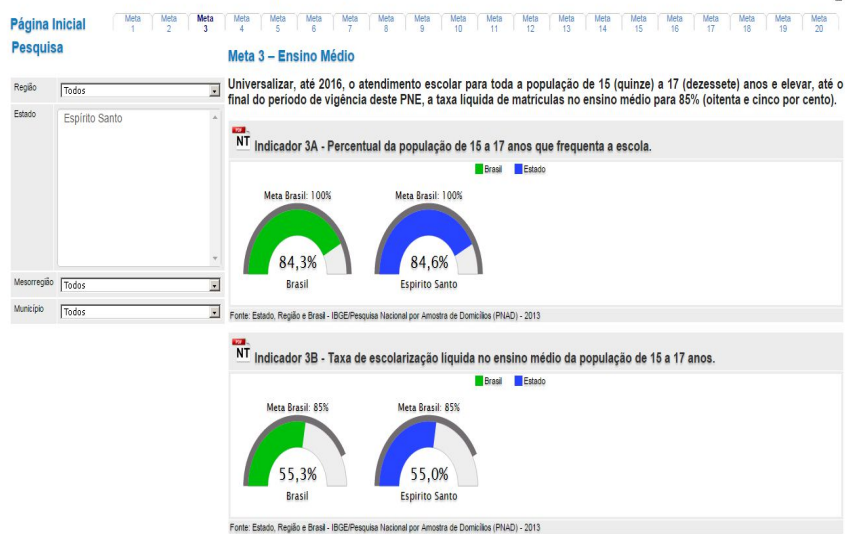 Página Inicial
Meta 1
Meta 2
Meta 3
Meta 4
Meta 5
Meta 6
Meta 7
Meta 8
Meta 9
Meta 10
Meta 11
Meta 12
Meta 13
Meta 14
Meta 15
Meta 16
Meta 17
Meta 18
Meta 19
Meta 20
Pesquisa
Região
Todos
Estado
Espírito Santo
Mesorregião
Todos
Município
Todos
Meta 3 – Ensino Médio
Universalizar, até 2016, o atendimento escolar para toda a população de 15 (quinze) a 17 (dezessete) anos e elevar, até o
final do período de vigência deste PNE, a taxa líquida de matrículas no ensino médio para 85% (oitenta e cinco por cento).
PDF
NT
Indicador 3A - Percentual da população de 15 a 17 anos que frequenta a escola.
Brasil
Estado
Meta Brasil: 100%
84,3%
Brasil
Meta Brasil: 100%
84,6%
Espirito Santo
Fonte: Estado, Região e Brasil - IBGE/Pesquisa Nacional por Amostra de Domicílios (PNAD) - 2013
PDF
NT
Indicador 3B - Taxa de escolarização líquida no ensino médio da população de 15 a 17 anos.
Brasil
Estado
Meta Brasil: 85%
55,3%
Brasil
Meta Brasil: 85%
55,0%
Espirito Santo
Fonte: Estado, Região e Brasil - IBGE/Pesquisa Nacional por Amostra de Domicílios (PNAD) - 2013